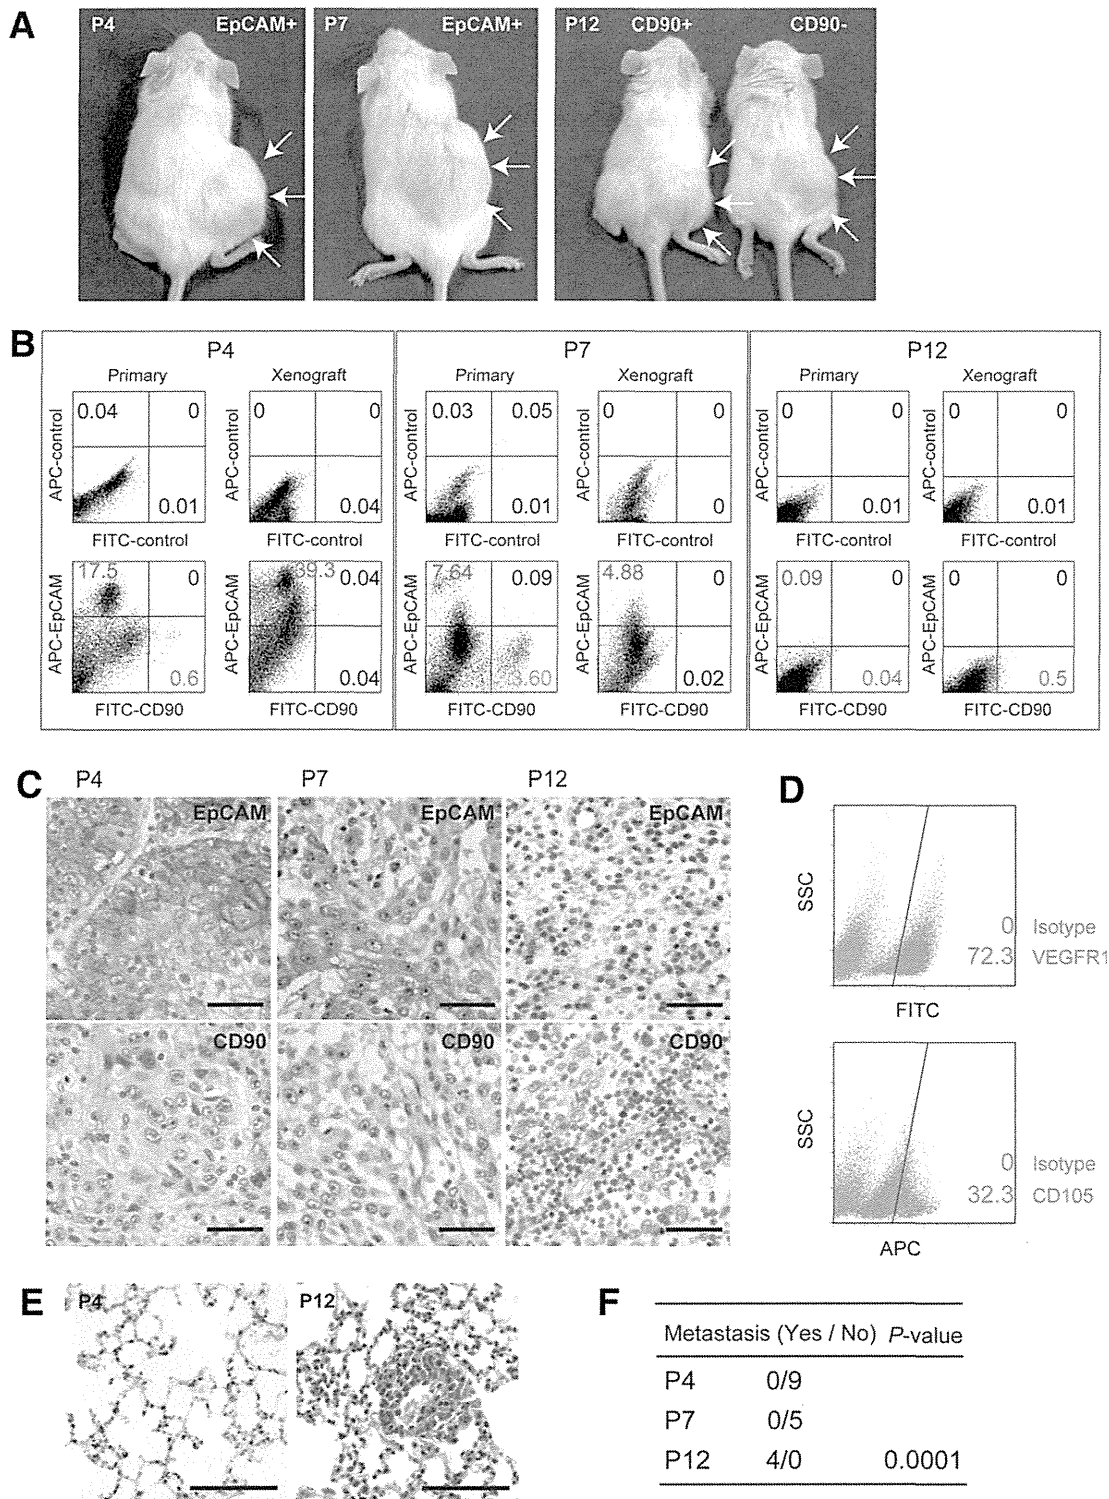 A
P4 EpCAM+
P7 EpCAM+
P12 CD90+ CD90-
B
P4
P7
P12
Primary Xenograft
Primary Xenograft
Primary Xenograft
APC-control
0.04 0
0.01
FITC-control
APC-control
0 0
0.04
FITC-control
APC-control
0.03 0.05
0.01
FITC-control
APC-control
0 0
0
FITC-control
APC-control
0 0
0.01
FITC-control
APC-control
0 0
0.01
FITC-control
APC-EpCAM
17.5 0
0.6
FITC-CD90
APC-EpCAM
39.3 0.04
0.04
FITC-CD90
APC-EpCAM
7.64 0.09
3.60
FITC-CD90
APC-EpCAM
4.88
0.02
FITC-CD90
APC-EpCAM
0.09 0
0.04
FITC-CD90
APC-EpCAM
0 0
0.5
FITC-CD90
C
P4 P7 P12
EpCAM EpCAM EpCAM
CD90 CD90 CD90
D
SSC
0 Isotype
72.3 VEGFR1
FITC
SSC
0 Isotype
32.3 CD105
APC
E
P4
P12
F
Metastasis (Yes / No) P-value
P4 0/9
P7 0/5
P12 4/0 0.0001